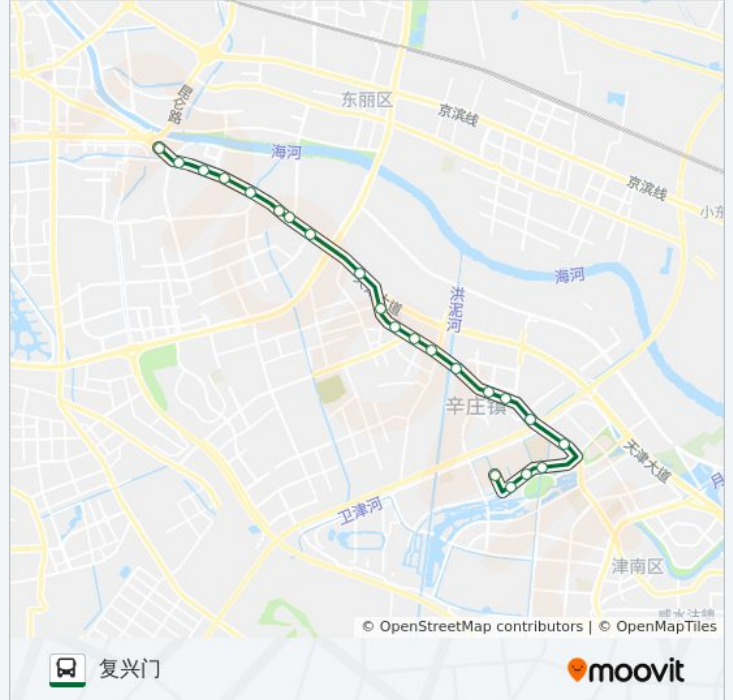 昆仑路
东丽区
京滨线
海河
京滨线
海河
洪泥河
辛庄镇
天津大道
卫津河
津南区
© OpenStreetMap contributors | © OpenMapTiles
复兴门
moovit